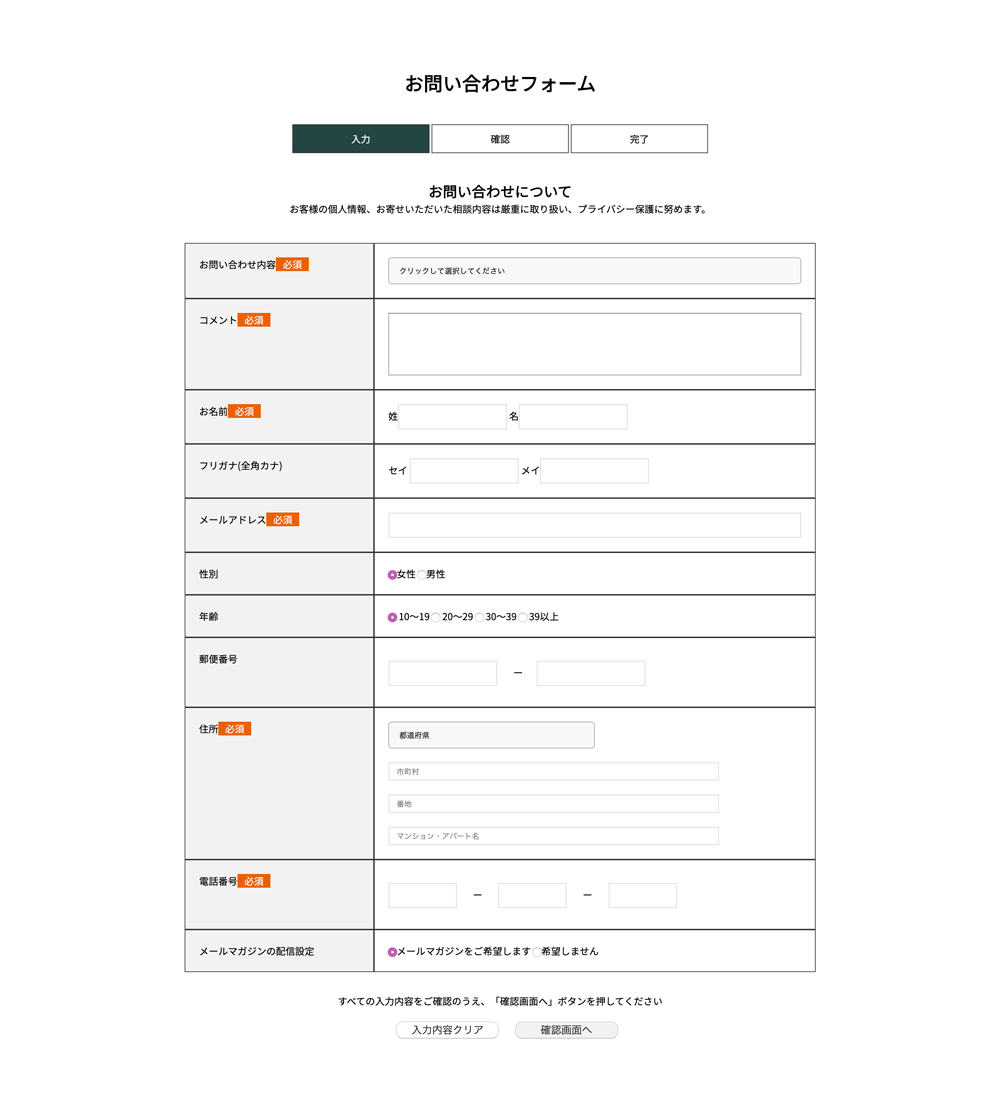 お問い合わせフォーム
入力 確認 完了
お問い合わせについて
お客様の個人情報、お寄せいただいた相談内容は厳重に取り扱い、プライバシー保護に努めます。
お問い合わせ内容 必須 クリックして選択してください
コメント 必須
お名前 必須 姓 名
フリガナ(全角カナ) セイ メイ
メールアドレス 必須
性別 女性 男性
年齢 10〜19 20〜29 30〜39 39以上
郵便番号 ー
住所 必須 都道府県
市町村
番地
マンション・アパート名
電話番号 必須 ー ー
メールマガジンの配信設定 メールマガジンをご希望します 希望しません
すべての入力内容をご確認のうえ、「確認画面へ」ボタンを押してください
入力内容クリア 確認画面へ